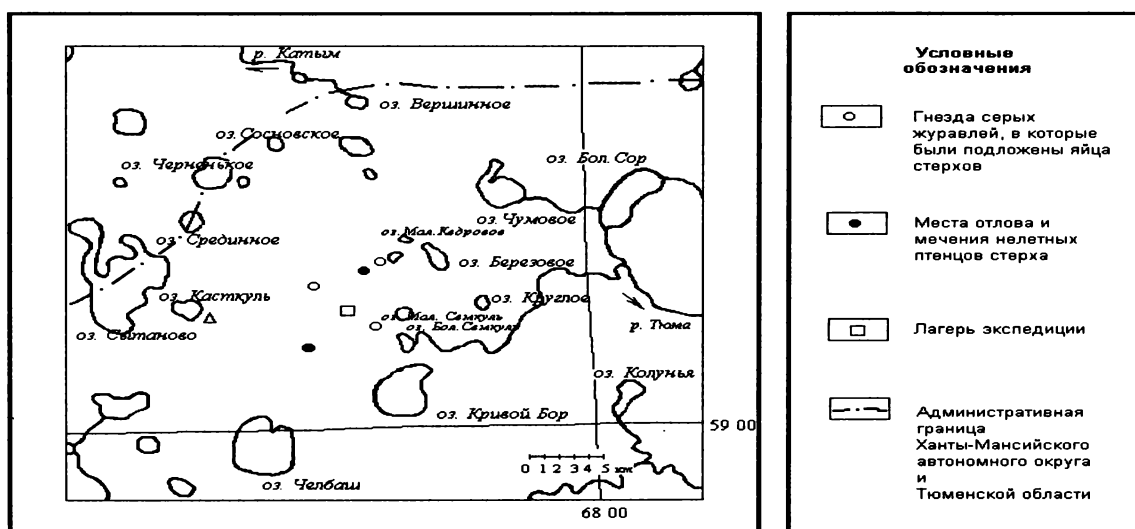 р. Катым
оз. Вершинное
оз. Сосновское
оз. Черненькое
оз. Бол. Сор
оз. Чумовое
оз. Мал. Кедровое
оз. Срединное
оз. Березовое
оз. Касткуль
оз. Круглое
оз. Мал. Самкуль
оз. Бол. Самкуль
р. Тюма
оз. Сытаново
оз. Колунья
оз. Кривой Бор
59 00
0 1 2 3 4 5 км
оз. Челбаш
68 00
Условные
обозначения
Гнезда серых
журавлей, в которые
были подложены яйца
стерхов
Места отлова и
мечения нелетных
птенцов стерха
Лагерь экспедиции
Административная
граница
Ханты-Мансийского
автономного округа
и
Тюменской области